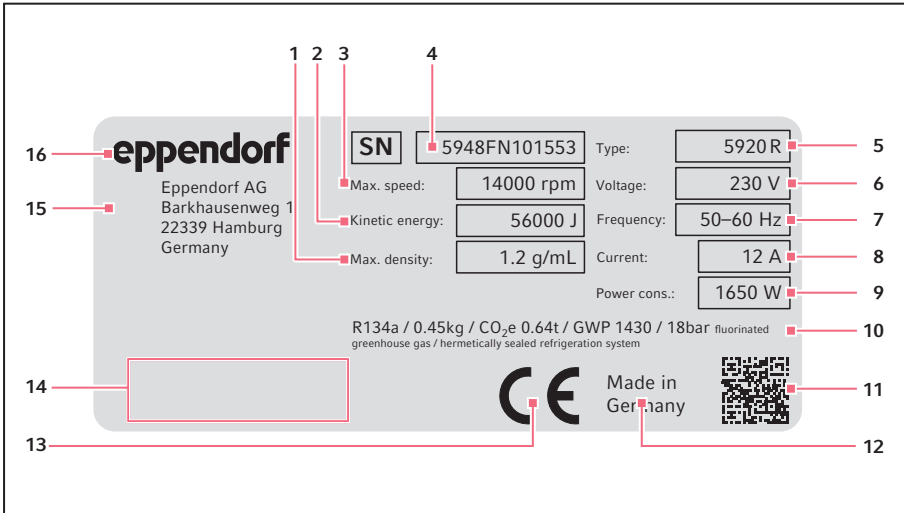 1 2 3 4
16 eppendorf SN 5948FN101553 Type: 5920 R 5
15 Eppendorf AG
Barkhausenweg 1
22339 Hamburg
Germany
Max. speed: 14000 rpm Voltage: 230 V 6
Kinetic energy: 56000 J Frequency: 50–60 Hz 7
Max. density: 1.2 g/mL Current: 12 A 8
Power cons.: 1650 W 9
R134a / 0.45kg / CO₂e 0.64t / GWP 1430 / 18bar fluorinated 10
greenhouse gas / hermetically sealed refrigeration system
14 CE Made in 11
Germany
13 12